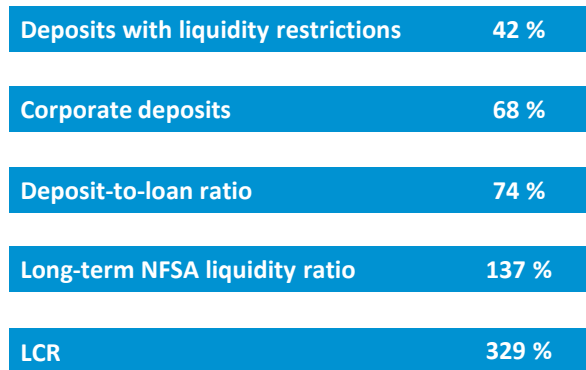 Deposits with liquidity restrictions 42 %
Corporate deposits 68 %
Deposit-to-loan ratio 74 %
Long-term NFSA liquidity ratio 137 %
LCR 329 %